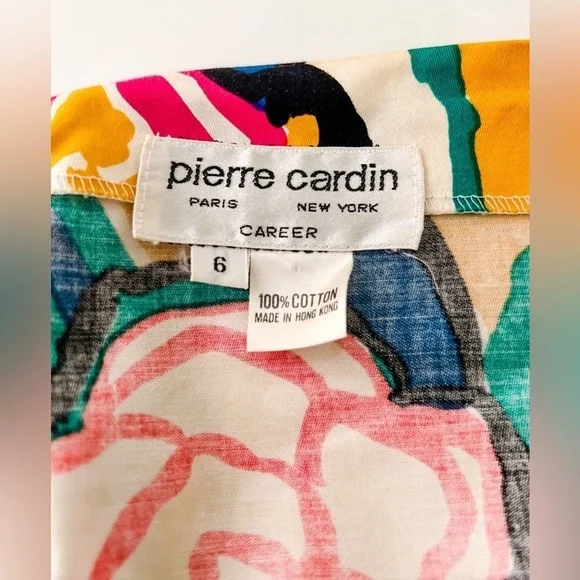 pierre cardin
PARIS NEW YORK
CAREER
6
100% COTTON
MADE IN HONG KONG